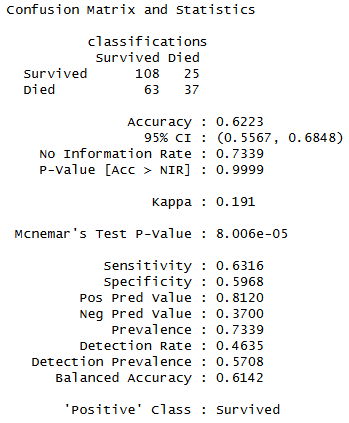 Confusion Matrix and Statistics
classifications
Survived Died
Survived 108 25
Died 63 37
Accuracy : 0.6223
95% CI : (0.5567, 0.6848)
No Information Rate : 0.7339
P-Value [Acc > NIR] : 0.9999
Kappa : 0.191
Mcnemar's Test P-Value : 8.006e-05
Sensitivity : 0.6316
Specificity : 0.5968
Pos Pred Value : 0.8120
Neg Pred Value : 0.3700
Prevalence : 0.7339
Detection Rate : 0.4635
Detection Prevalence : 0.5708
Balanced Accuracy : 0.6142
'Positive' Class : Survived